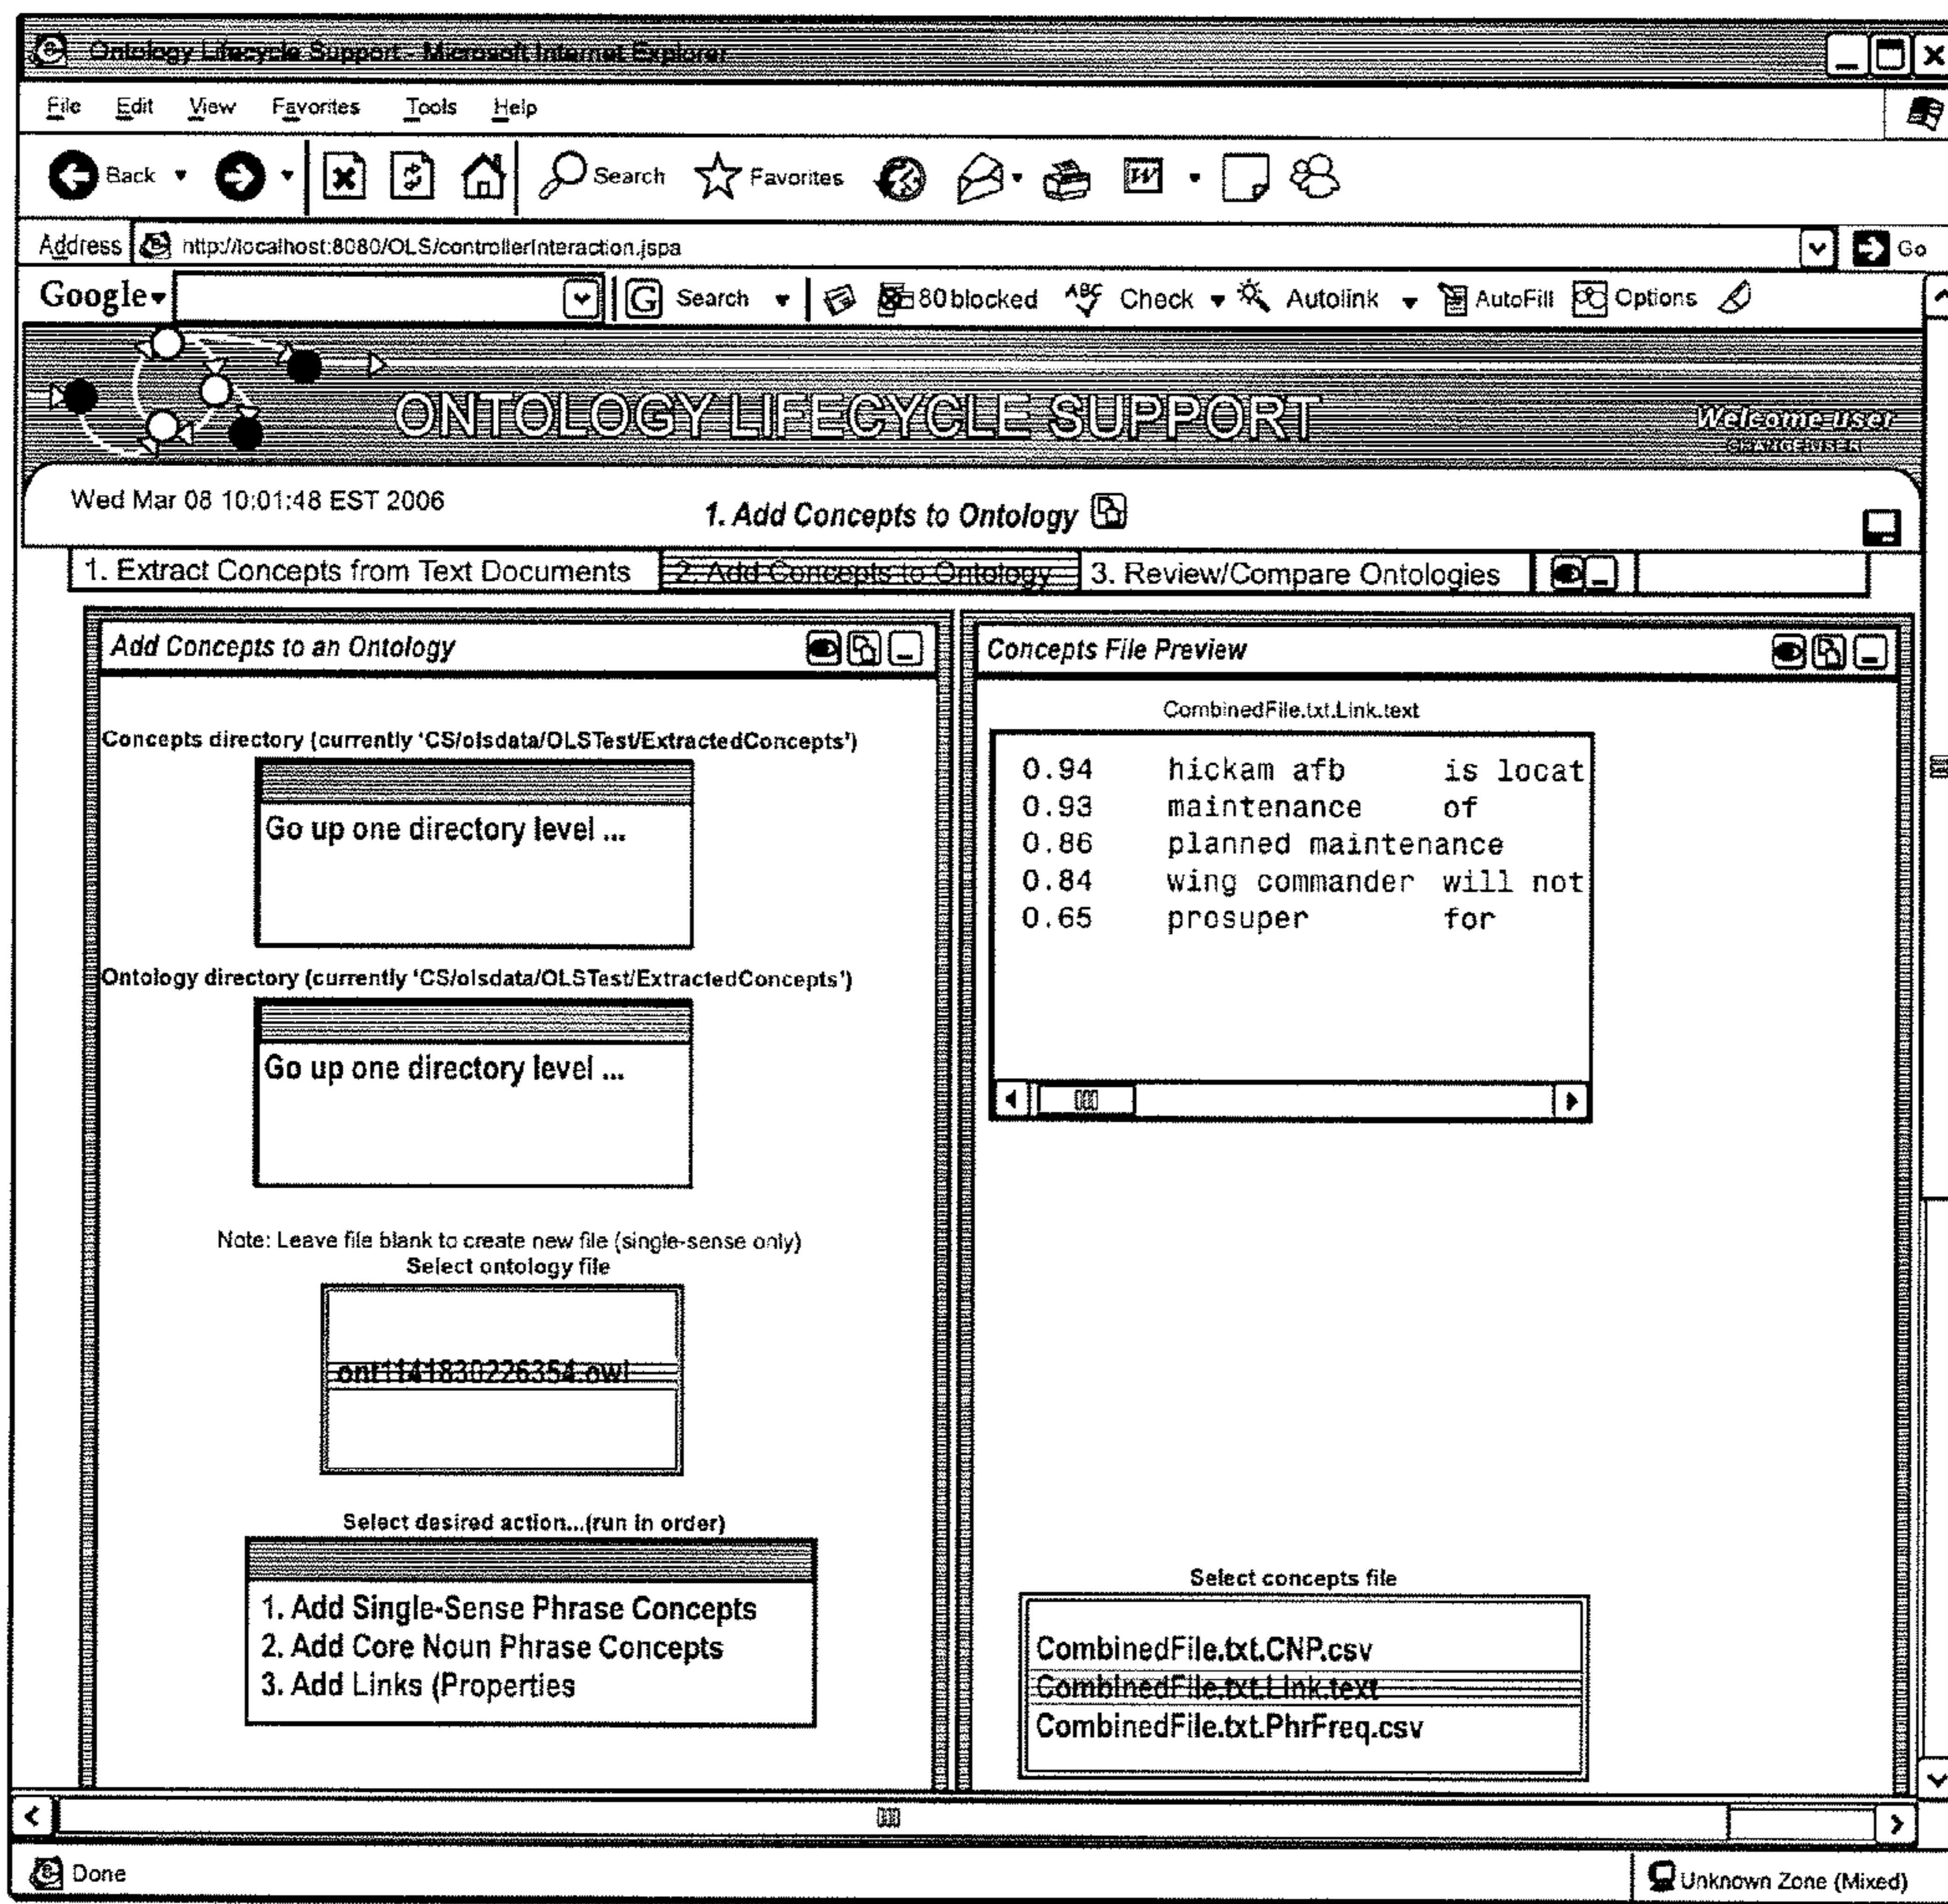 Ontology Lifecycle Support - Microsoft Internet Explorer
File Edit View Favorites Tools Help
Back Search Favorites
Address http://localhost:8080/OLS/controllerInteraction.jspa Go
Google Search 80 blocked ABC Check Autolink AutoFill Options
ONTOLOGY LIFECYCLE SUPPORT
Welcome user
CHANGE USER
Wed Mar 08 10:01:48 EST 2006
1. Add Concepts to Ontology
1. Extract Concepts from Text Documents 2. Add Concepts to Ontology 3. Review/Compare Ontologies
Add Concepts to an Ontology
Concepts directory (currently 'CS/olsdata/OLSTest/ExtractedConcepts')
Go up one directory level ...
Ontology directory (currently 'CS/olsdata/OLSTest/ExtractedConcepts')
Go up one directory level ...
Note: Leave file blank to create new file (single-sense only)
Select ontology file
ont1141830226354.owl
Select desired action...(run in order)
1. Add Single-Sense Phrase Concepts
2. Add Core Noun Phrase Concepts
3. Add Links (Properties
Concepts File Preview
CombinedFile.txt.Link.text
0.94 hickam afb is locat
0.93 maintenance of
0.86 planned maintenance
0.84 wing commander will not
0.65 prosuper for
Select concepts file
CombinedFile.txt.CNP.csv
CombinedFile.txt.Link.text
CombinedFile.txt.PhrFreq.csv
Done
Unknown Zone (Mixed)